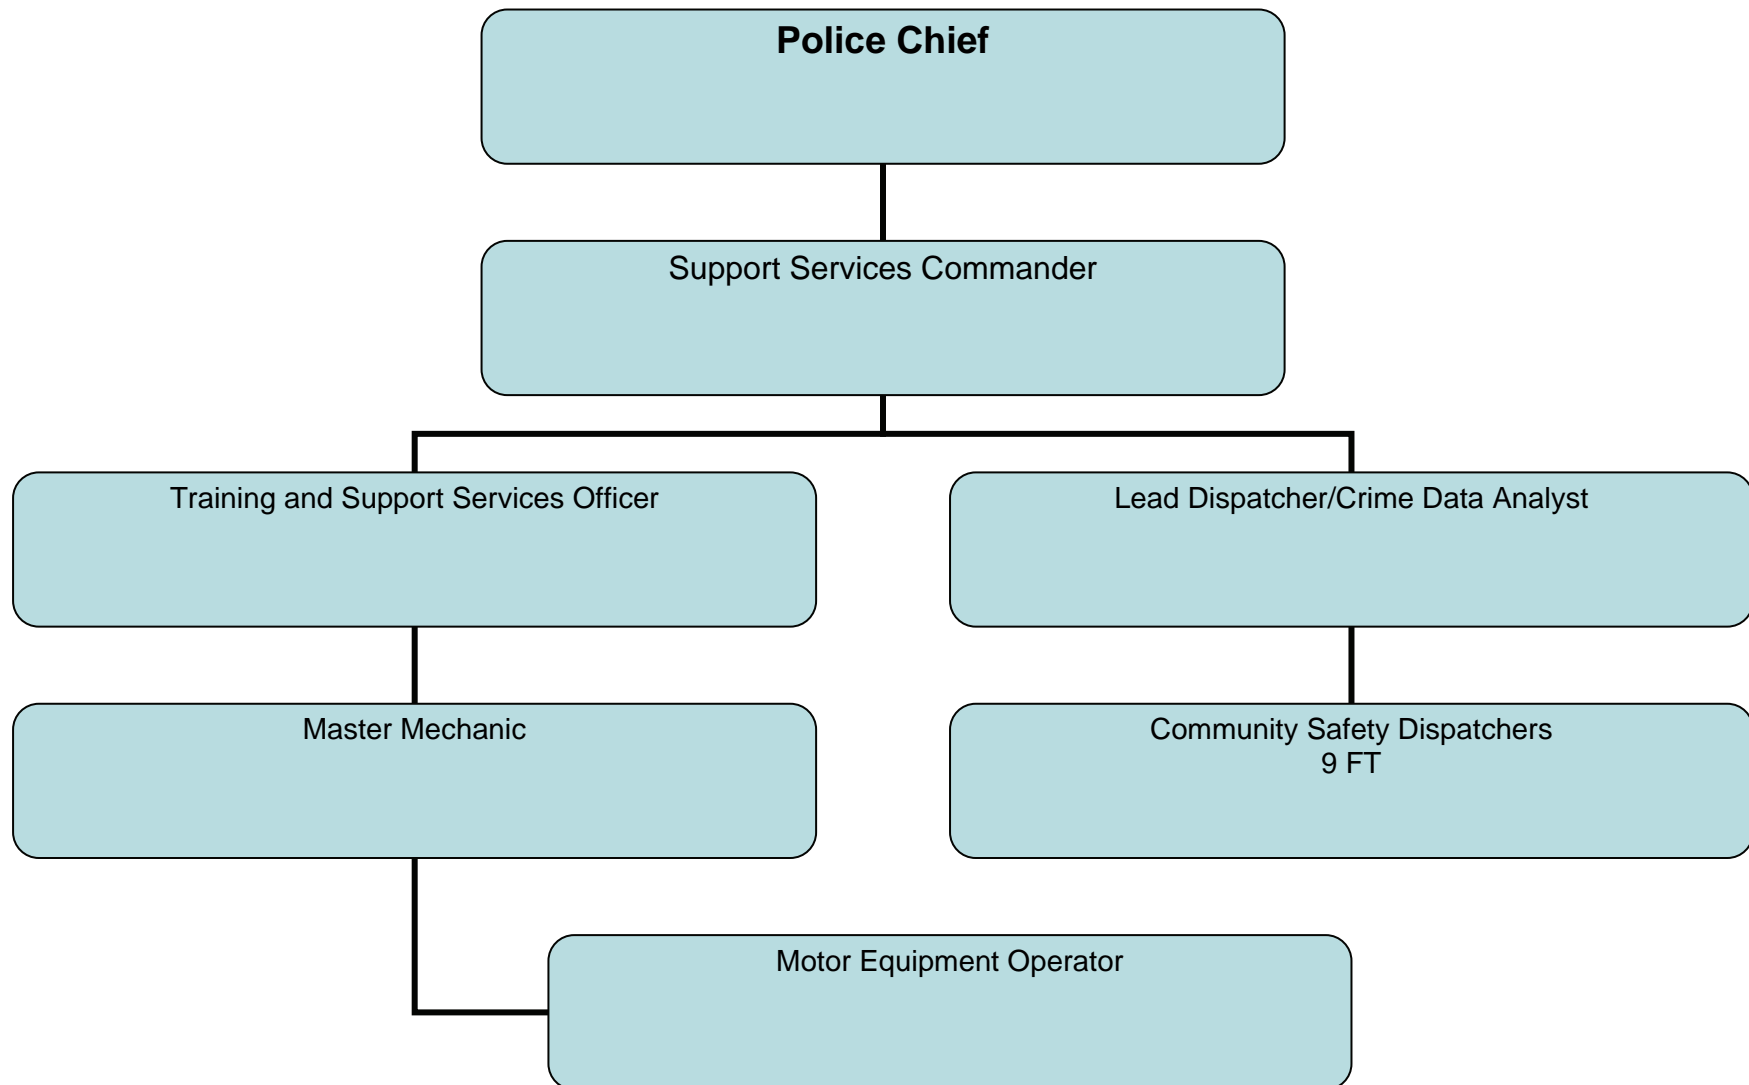 Police Chief
Support Services Commander
Training and Support Services Officer
Lead Dispatcher/Crime Data Analyst
Master Mechanic
Community Safety Dispatchers
9 FT
Motor Equipment Operator